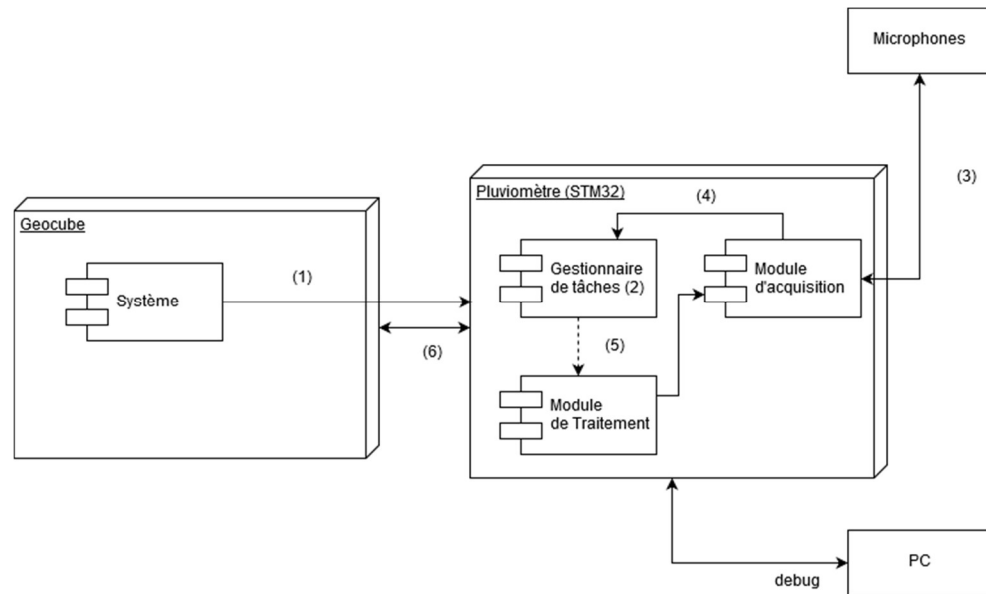 Microphones
(3)
Pluviomètre (STM32)
(4)
Geocube
Gestionnaire
de tâches (2)
Module
d'acquisition
(1)
Système
(5)
(6)
Module
de Traitement
PC
debug